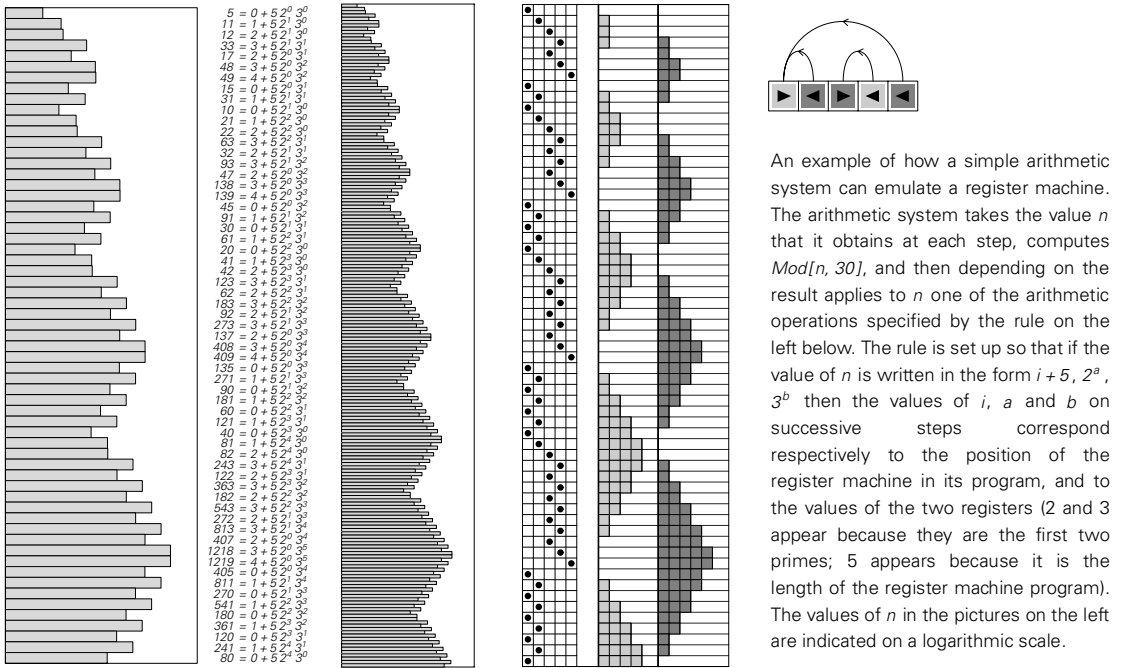 5 = 0 + 5 2⁰ 3⁰
11 = 1 + 5 2¹ 3⁰
12 = 2 + 5 2¹ 3⁰
33 = 3 + 5 2¹ 3¹
17 = 2 + 5 2⁰ 3¹
48 = 3 + 5 2⁰ 3²
49 = 4 + 5 2⁰ 3²
15 = 0 + 5 2⁰ 3¹
31 = 1 + 5 2¹ 3¹
10 = 0 + 5 2¹ 3⁰
21 = 1 + 5 2² 3⁰
22 = 2 + 5 2² 3⁰
63 = 3 + 5 2² 3¹
32 = 2 + 5 2¹ 3¹
93 = 3 + 5 2¹ 3²
47 = 2 + 5 2⁰ 3²
138 = 3 + 5 2⁰ 3³
139 = 4 + 5 2⁰ 3³
45 = 0 + 5 2⁰ 3²
91 = 1 + 5 2¹ 3²
30 = 0 + 5 2¹ 3¹
61 = 1 + 5 2² 3¹
20 = 0 + 5 2² 3⁰
41 = 1 + 5 2³ 3⁰
42 = 2 + 5 2³ 3⁰
123 = 3 + 5 2³ 3¹
62 = 2 + 5 2² 3¹
183 = 3 + 5 2² 3²
92 = 2 + 5 2¹ 3²
273 = 3 + 5 2¹ 3³
137 = 2 + 5 2⁰ 3³
408 = 3 + 5 2⁰ 3⁴
409 = 4 + 5 2⁰ 3⁴
135 = 0 + 5 2⁰ 3³
271 = 1 + 5 2¹ 3³
90 = 0 + 5 2¹ 3²
181 = 1 + 5 2² 3²
60 = 0 + 5 2² 3¹
121 = 1 + 5 2³ 3¹
40 = 0 + 5 2³ 3⁰
81 = 1 + 5 2⁴ 3⁰
82 = 2 + 5 2⁴ 3⁰
243 = 3 + 5 2⁴ 3¹
122 = 2 + 5 2³ 3¹
363 = 3 + 5 2³ 3²
182 = 2 + 5 2² 3²
543 = 3 + 5 2² 3³
272 = 2 + 5 2¹ 3³
813 = 3 + 5 2¹ 3⁴
407 = 2 + 5 2⁰ 3⁴
1218 = 3 + 5 2⁰ 3⁵
1219 = 4 + 5 2⁰ 3⁵
405 = 0 + 5 2⁰ 3⁴
811 = 1 + 5 2¹ 3⁴
270 = 0 + 5 2¹ 3³
541 = 1 + 5 2² 3³
180 = 0 + 5 2² 3²
361 = 1 + 5 2³ 3²
120 = 0 + 5 2³ 3¹
241 = 1 + 5 2⁴ 3¹
80 = 0 + 5 2⁴ 3⁰
An example of how a simple arithmetic
system can emulate a register machine.
The arithmetic system takes the value n
that it obtains at each step, computes
Mod[n, 30], and then depending on the
result applies to n one of the arithmetic
operations specified by the rule on the
left below. The rule is set up so that if the
value of n is written in the form i + 5 , 2ᵃ ,
3ᵇ then the values of i, a and b on
successive steps correspond
respectively to the position of the
register machine in its program, and to
the values of the two registers (2 and 3
appear because they are the first two
primes; 5 appears because it is the
length of the register machine program).
The values of n in the pictures on the left
are indicated on a logarithmic scale.